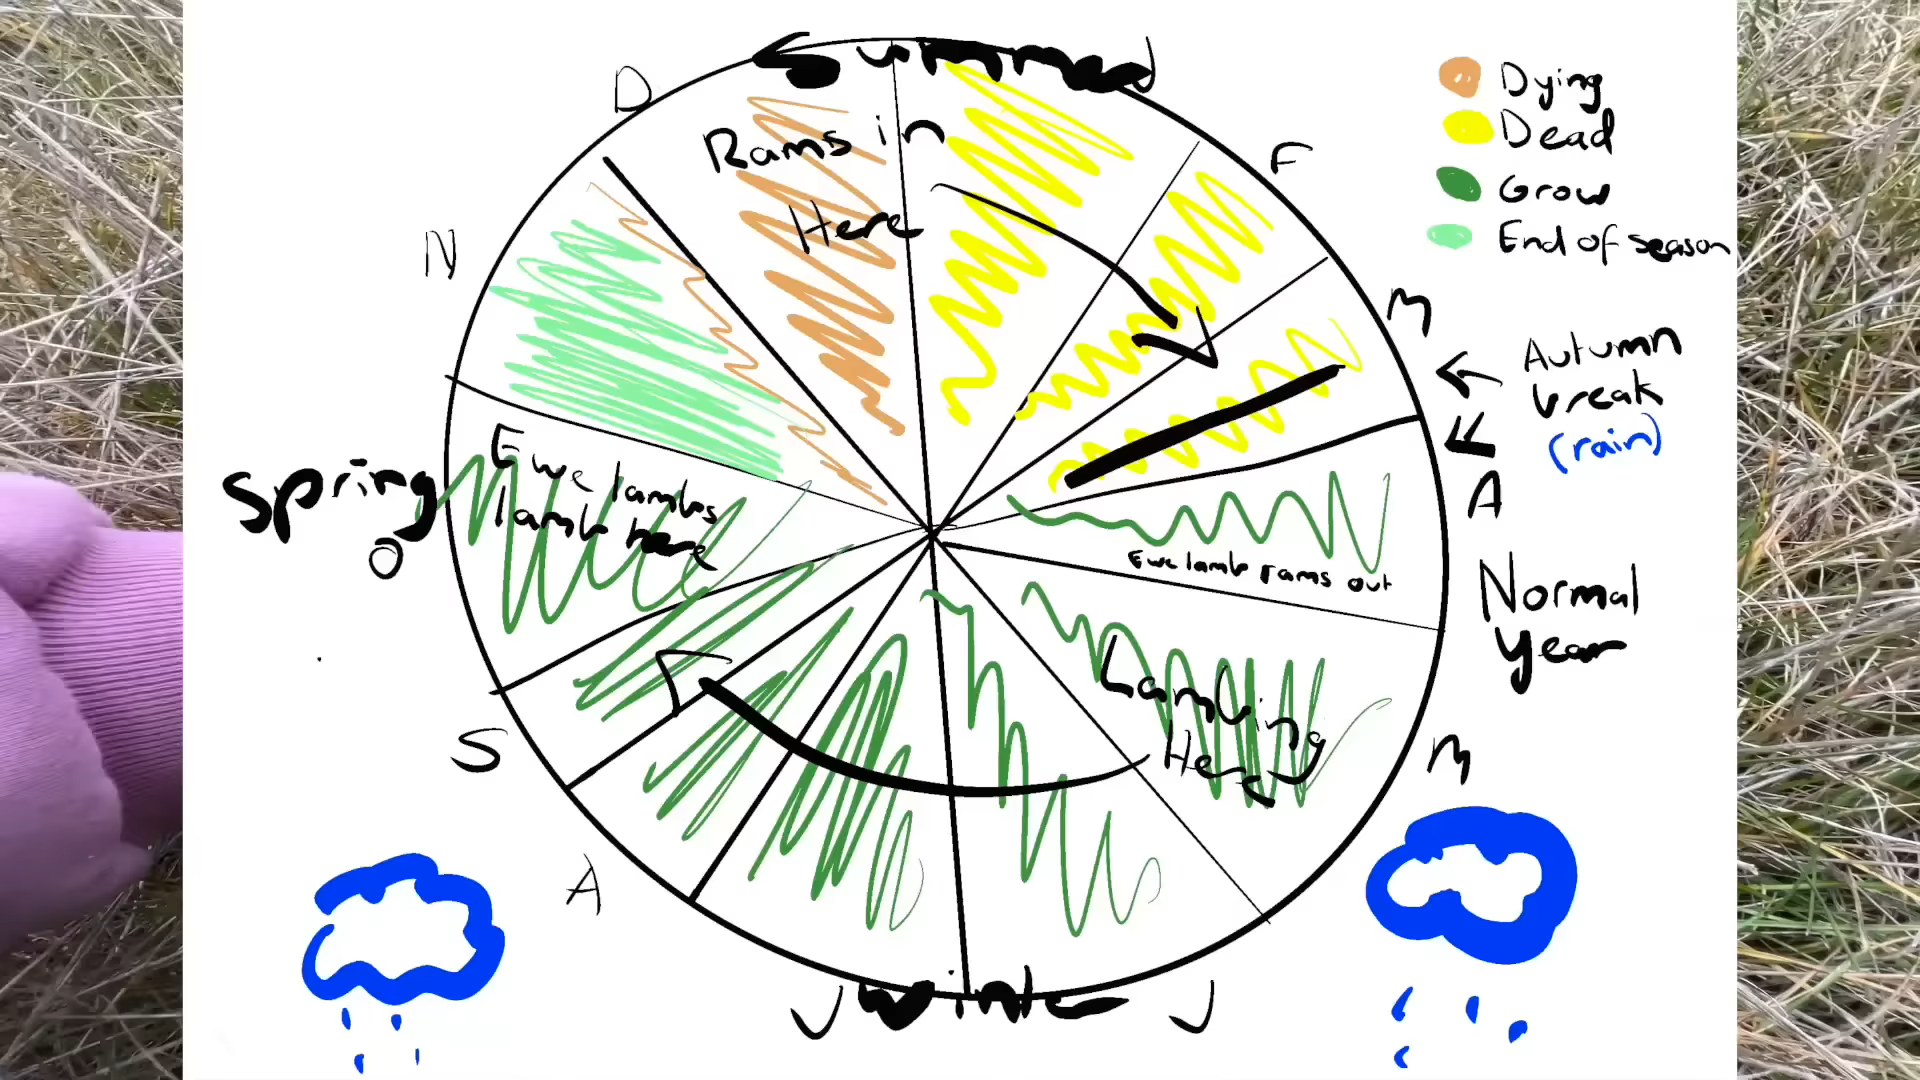 Summer
J
D
F
N
M
Rams in
Here
Dying
Dead
Grow
End of season
Autumn
break
(rain)
Spring
O
Ewe lambs
lamb here
A
Ewe lamb rams out
Normal
Year
Lambing
Here
S
M
A
J
winter
J